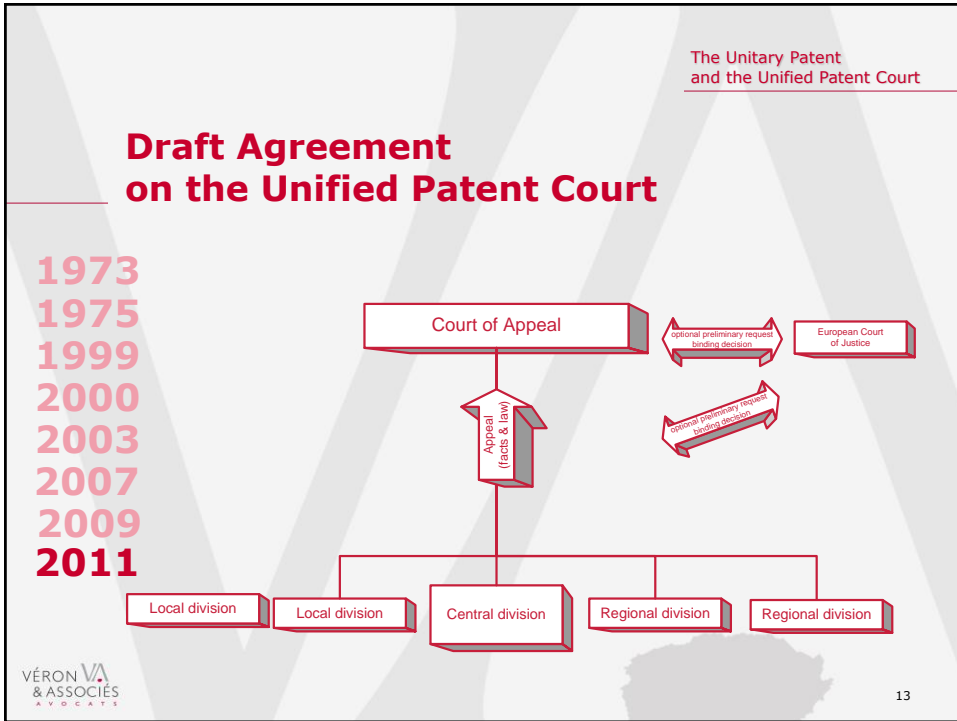 The Unitary Patent
and the Unified Patent Court
Draft Agreement
on the Unified Patent Court
1973
1975
1999
2000
2003
2007
2009
2011
Court of Appeal
optional preliminary request
binding decision
European Court
of Justice
optional preliminary request
binding decision
Appeal
(facts & law)
Local division
Local division
Central division
Regional division
Regional division
VÉRON VA
& ASSOCIÉS
AVOCATS
13